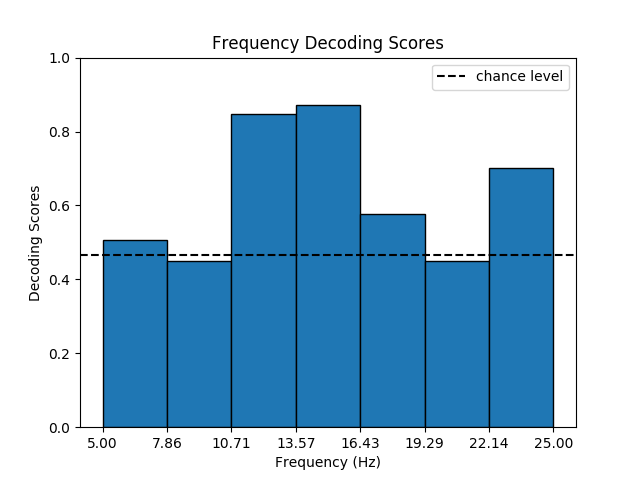 Frequency Decoding Scores
chance level
Decoding Scores
1.0
0.8
0.6
0.4
0.2
0.0
5.00 7.86 10.71 13.57 16.43 19.29 22.14 25.00
Frequency (Hz)